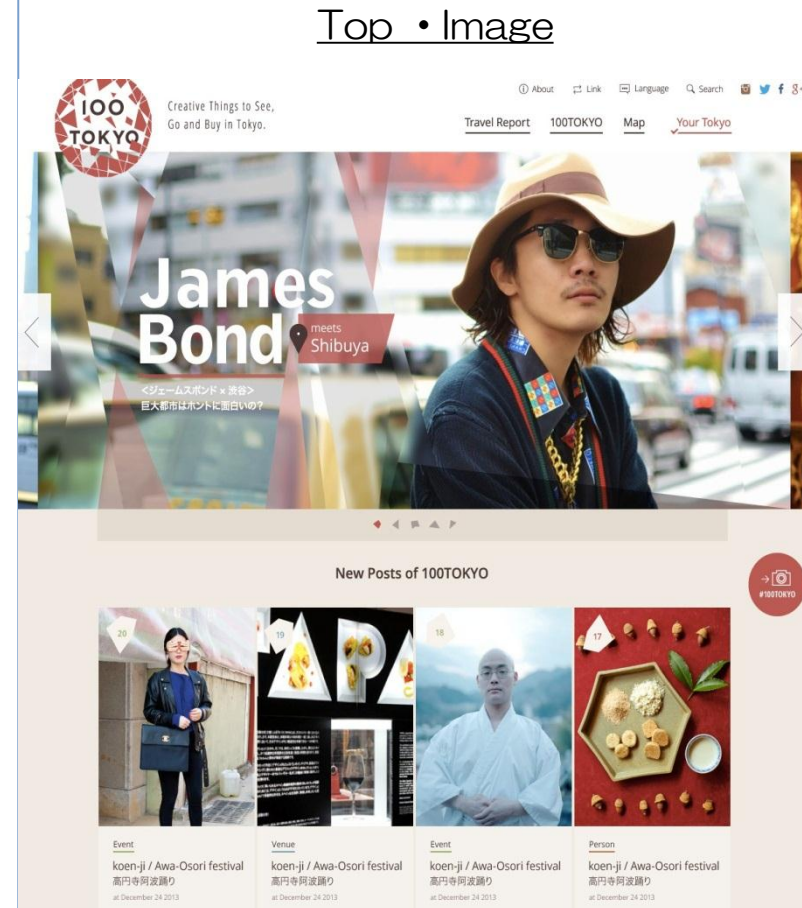 Top ・Image
100
TOKYO
Creative Things to See,
Go and Buy in Tokyo.
About Link Language Search
Travel Report 100TOKYO Map Your Tokyo
James
Bond
meets
Shibuya
<ジェームスボンド x 渋谷>
巨大都市はホントに面白いの?
New Posts of 100TOKYO
#100TOKYO
20
19
18
17
APA
Event
koen-ji / Awa-Osori festival
高円寺阿波踊り
at December 24 2013
Venue
koen-ji / Awa-Osori festival
高円寺阿波踊り
at December 24 2013
Event
koen-ji / Awa-Osori festival
高円寺阿波踊り
at December 24 2013
Person
koen-ji / Awa-Osori festival
高円寺阿波踊り
at December 24 2013